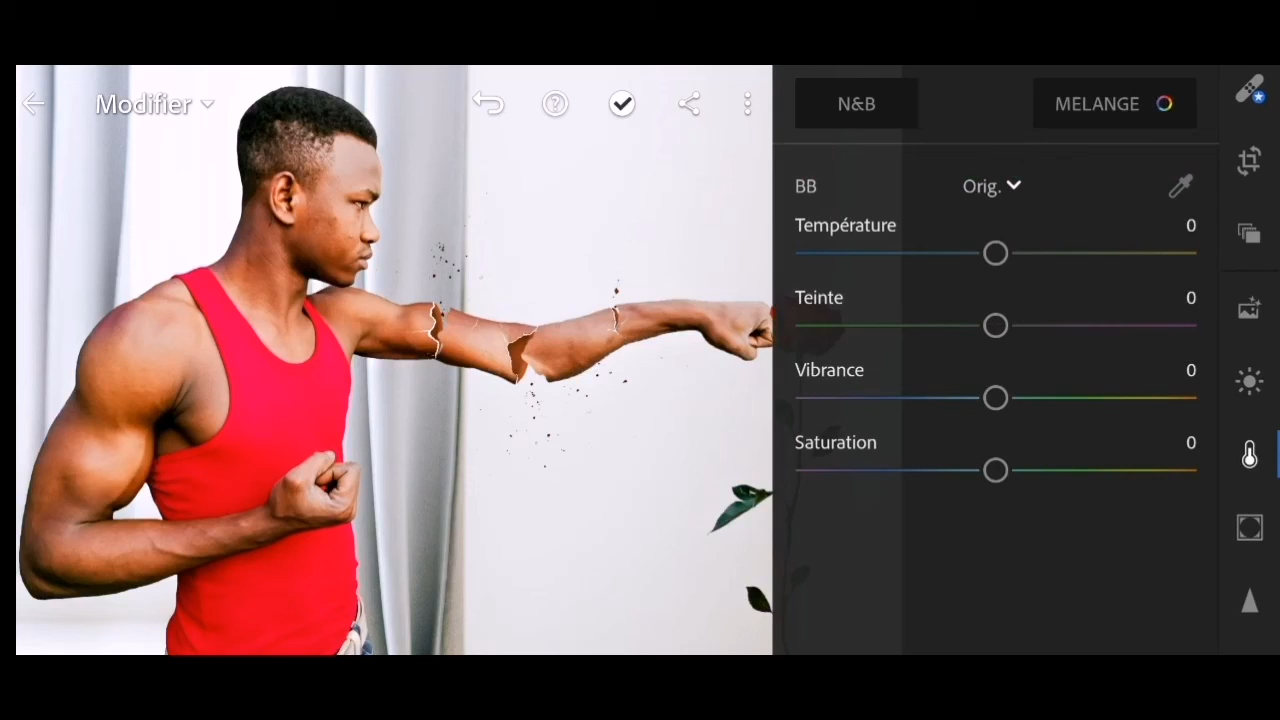 Modifier
N&B
MELANGE
BB
Orig.
Température
0
Teinte
0
Vibrance
0
Saturation
0